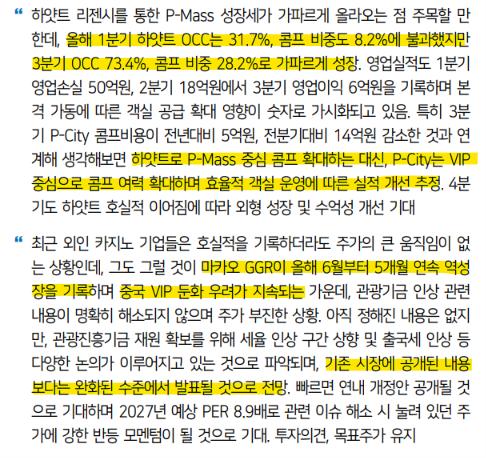 “ 하얏트 리젠시를 통한 P-Mass 성장세가 가파르게 올라오는 점 주목할 만
한데, 올해 1분기 하얏트 OCC는 31.7%, 콤프 비중도 8.2%에 불과했지만
3분기 OCC 73.4%, 콤프 비중 28.2%로 가파르게 성장. 영업실적도 1분기
영업손실 50억원, 2분기 18억원에서 3분기 영업이익 6억원을 기록하며 본
격 가동에 따른 객실 공급 확대 영향이 숫자로 가시화되고 있음. 특히 3분
기 P-City 콤프비용이 전년대비 5억원, 전분기대비 14억원 감소한 것과 연
계해 생각해보면 하얏트로 P-Mass 중심 콤프 확대하는 대신, P-City는 VIP
중심으로 콤프 여력 확대하며 효율적 객실 운영에 따른 실적 개선 추정. 4분
기도 하얏트 호실적 이어짐에 따라 외형 성장 및 수익성 개선 기대
“ 최근 외인 카지노 기업들은 호실적을 기록하더라도 주가의 큰 움직임이 없
는 상황인데, 그도 그럴 것이 마카오 GGR이 올해 6월부터 5개월 연속 역성
장을 기록하며 중국 VIP 둔화 우려가 지속되는 가운데, 관광기금 인상 관련
내용이 명확히 해소되지 않으며 주가 부진한 상황. 아직 정해진 내용은 없지
만, 관광진흥기금 재원 확보를 위해 세율 인상 구간 상향 및 출국세 인상 등
다양한 논의가 이루어지고 있는 것으로 파악되며, 기존 시장에 공개된 내용
보다는 완화된 수준에서 발표될 것으로 전망. 빠르면 연내 개정안 공개될 것
으로 기대하며 2027년 예상 PER 8.9배로 관련 이슈 해소 시 눌려 있던 주
가에 강한 반등 모멘텀이 될 것으로 기대. 투자의견, 목표주가 유지